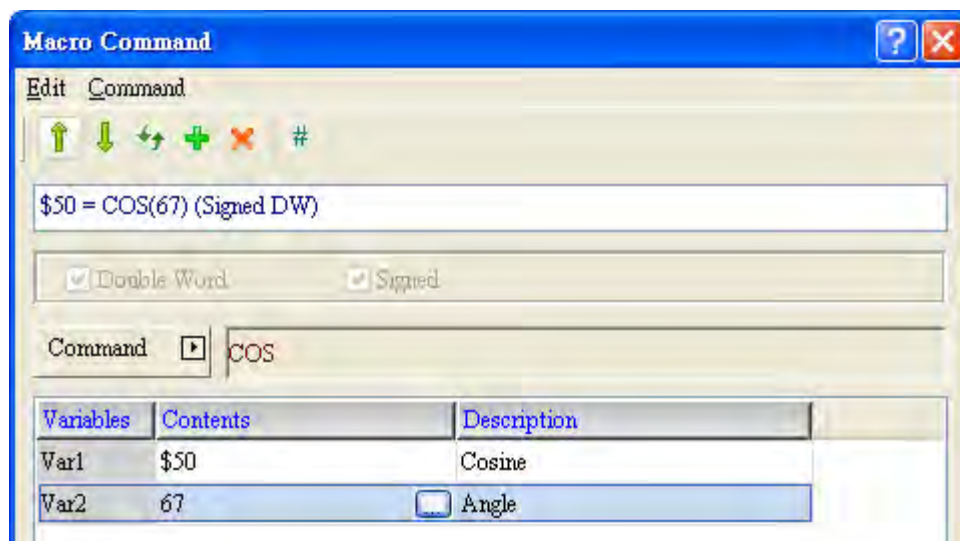 Macro Command
Edit Command
#
$50 = COS(67) (Signed DW)
Double Word Signed
Command COS
Variables Contents Description
Var1 $50 Cosine
Var2 67 ... Angle